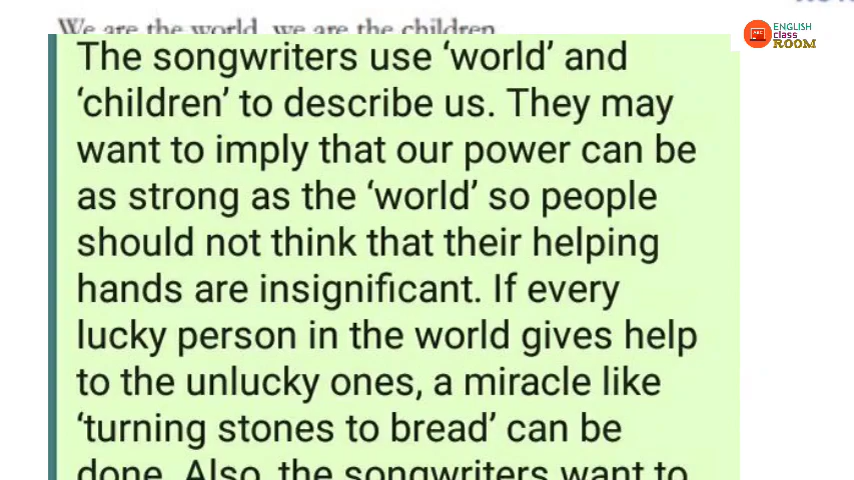 We are the world, we are the children
ENGLISH
class
ROOM
ABC
The songwriters use ‘world’ and
‘children’ to describe us. They may
want to imply that our power can be
as strong as the ‘world’ so people
should not think that their helping
hands are insignificant. If every
lucky person in the world gives help
to the unlucky ones, a miracle like
‘turning stones to bread’ can be
done. Also, the songwriters want to